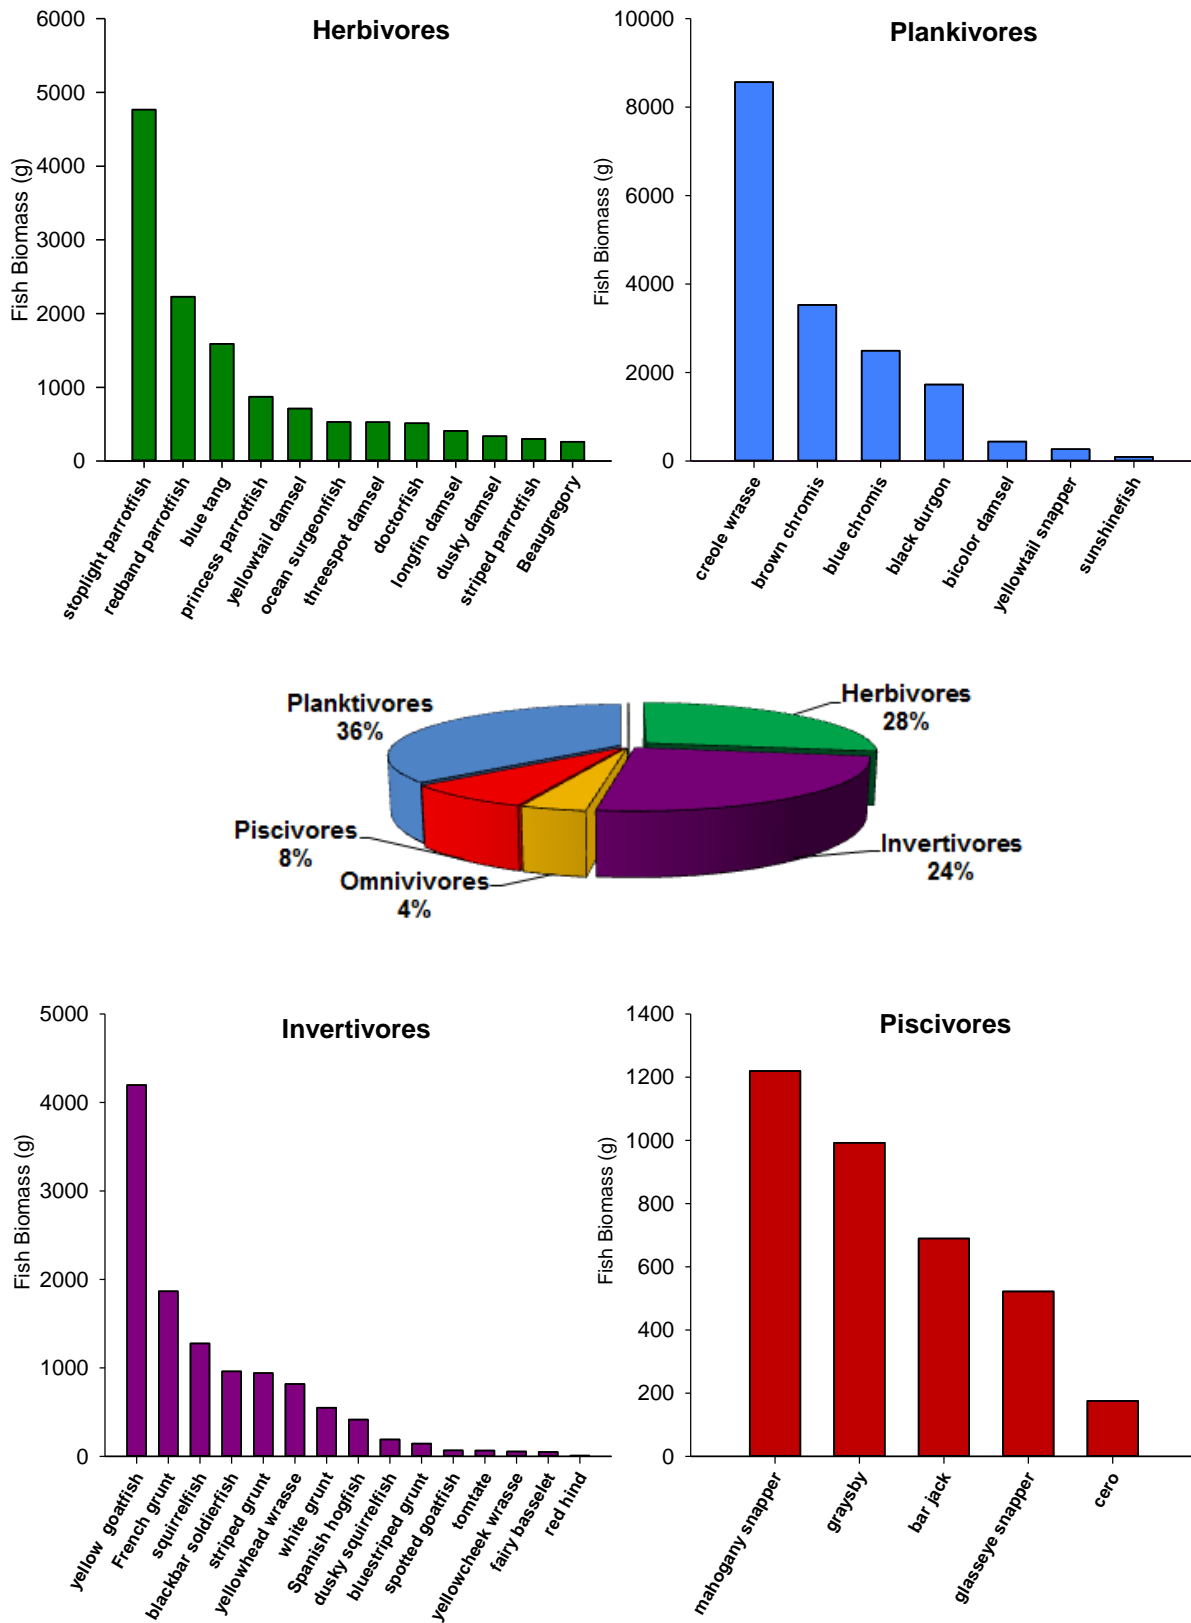 Herbivores
6000
5000
4000
3000
2000
1000
0
Fish Biomass (g)
stoplight parrotfish
redband parrotfish
blue tang
princess parrotfish
yellowtail damsel
ocean surgeonfish
threespot damsel
doctorfish
longfin damsel
dusky damsel
striped parrotfish
Beaugregory
Plankivores
10000
8000
6000
4000
2000
0
Fish Biomass (g)
creole wrasse
brown chromis
blue chromis
black durgon
bicolor damsel
yellowtail snapper
sunshinefish
Planktivores
36%
Herbivores
28%
Piscivores
8%
Omnivivores
4%
Invertivores
24%
Invertivores
5000
4000
3000
2000
1000
0
Fish Biomass (g)
yellow goatfish
French grunt
squirrelfish
blackbar soldierfish
striped grunt
yellowhead wrasse
white grunt
Spanish hogfish
dusky squirrelfish
bluestriped grunt
spotted goatfish
tomtate
yellowcheek wrasse
fairy basselet
red hind
Piscivores
1400
1200
1000
800
600
400
200
0
Fish Biomass (g)
mahogany snapper
graysby
bar jack
glasseye snapper
cero